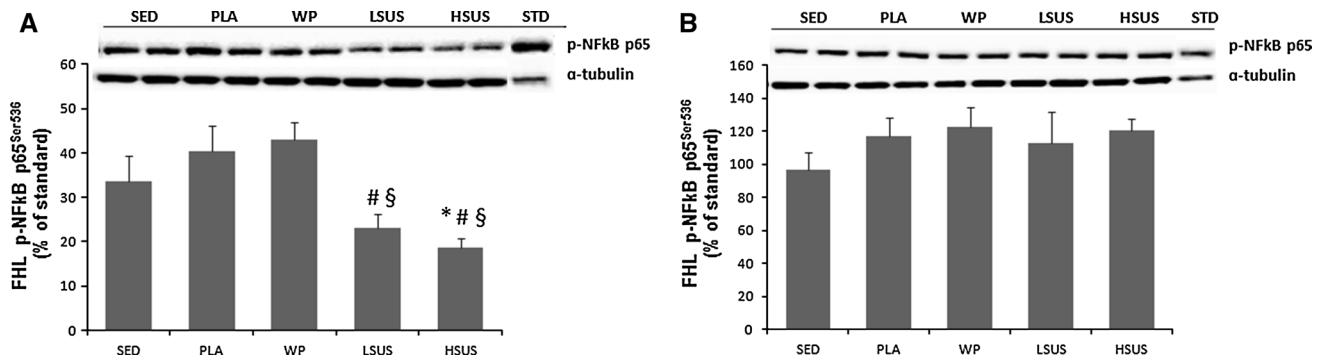 A
SED PLA WP LSUS HSUS STD
p-NFkB p65
α-tubulin
FHL p-NFkB p65Ser536
(% of standard)
60
50
40
30
20
10
0
# §
* # §
SED PLA WP LSUS HSUS
B
SED PLA WP LSUS HSUS STD
p-NFkB p65
α-tubulin
FHL p-NFkB p65Ser536
(% of standard)
160
140
120
100
80
60
40
20
0
SED PLA WP LSUS HSUS